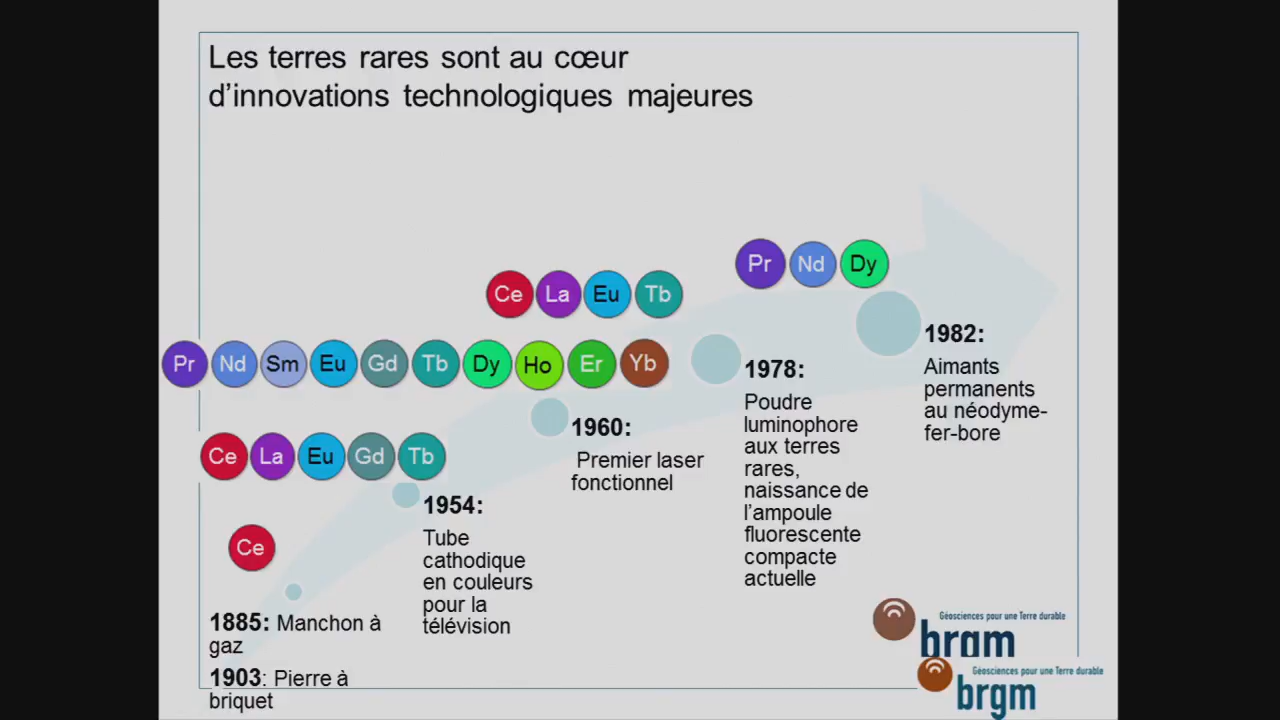 Les terres rares sont au cœur
d'innovations technologiques majeures
Pr Nd Dy
Ce La Eu Tb
Pr Nd Sm Eu Gd Tb Dy Ho Er Yb
Ce La Eu Gd Tb
Ce
1885: Manchon à
gaz
1903: Pierre à
briquet
1954:
Tube
cathodique
en couleurs
pour la
télévision
1960:
Premier laser
fonctionnel
1978:
Poudre
luminophore
aux terres
rares,
naissance de
l'ampoule
fluorescente
compacte
actuelle
1982:
Aimants
permanents
au néodyme-
fer-bore
Géosciences pour une Terre durable
brgm
Géosciences pour une Terre durable
brgm